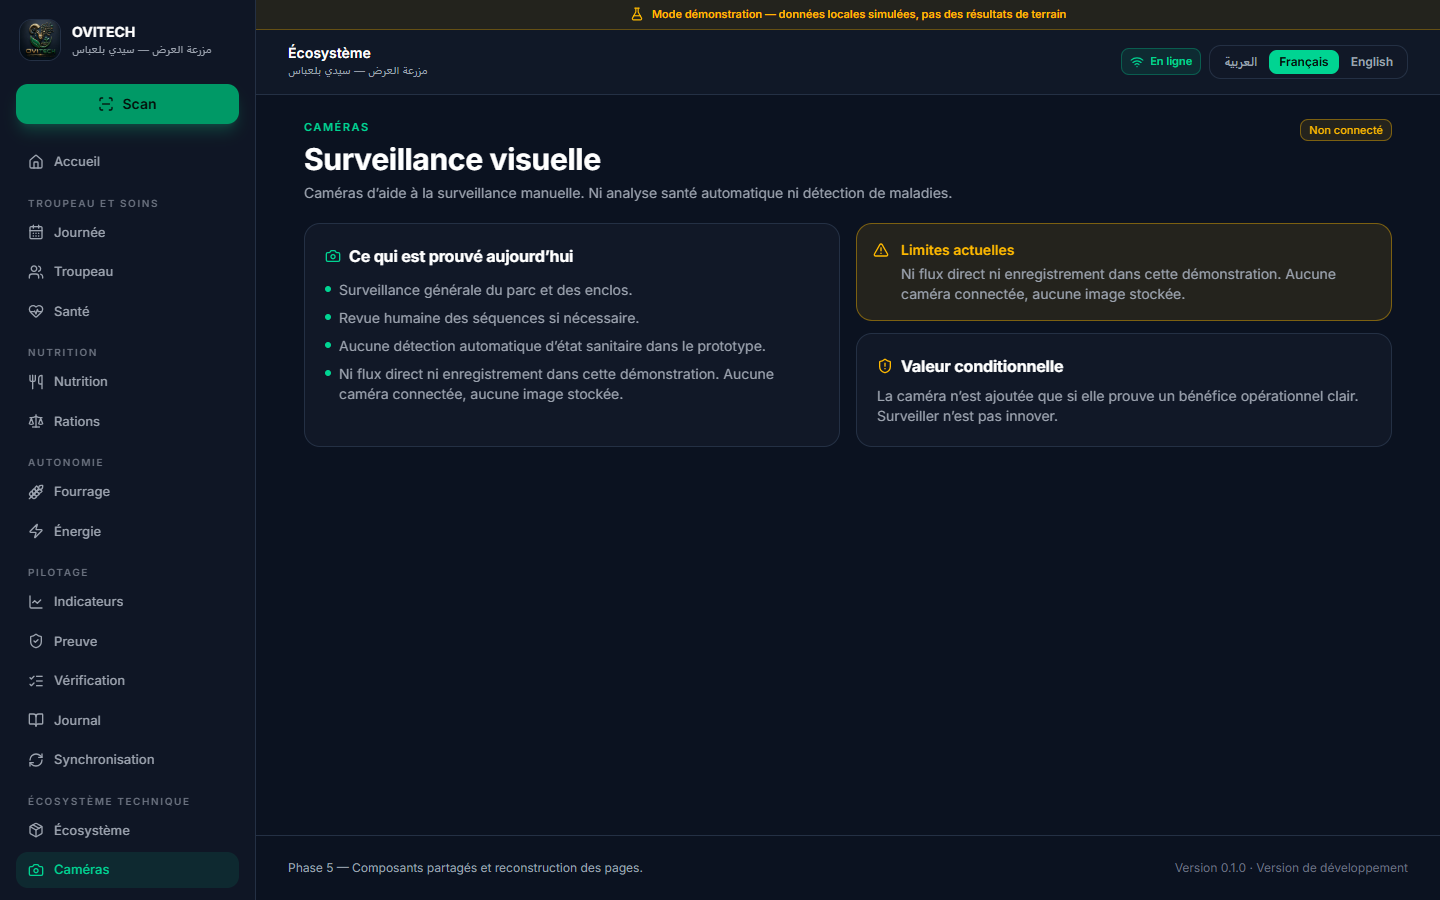 OVITECH
مزرعة العرض — سيدي بلعباس
Scan
Accueil
TROUPEAU ET SOINS
Journée
Troupeau
Santé
NUTRITION
Nutrition
Rations
AUTONOMIE
Fourrage
Énergie
PILOTAGE
Indicateurs
Preuve
Vérification
Journal
Synchronisation
ÉCOSYSTÈME TECHNIQUE
Écosystème
Caméras
Mode démonstration — données locales simulées, pas des résultats de terrain
Écosystème
مزرعة العرض — سيدي بلعباس
En ligne
العربية
Français
English
CAMÉRAS
Non connecté
Surveillance visuelle
Caméras d’aide à la surveillance manuelle. Ni analyse santé automatique ni détection de maladies.
Ce qui est prouvé aujourd’hui
Surveillance générale du parc et des enclos.
Revue humaine des séquences si nécessaire.
Aucune détection automatique d’état sanitaire dans le prototype.
Ni flux direct ni enregistrement dans cette démonstration. Aucune
caméra connectée, aucune image stockée.
Limites actuelles
Ni flux direct ni enregistrement dans cette démonstration. Aucune
caméra connectée, aucune image stockée.
Valeur conditionnelle
La caméra n’est ajoutée que si elle prouve un bénéfice opérationnel clair.
Surveiller n’est pas innover.
Phase 5 — Composants partagés et reconstruction des pages.
Version 0.1.0 · Version de développement